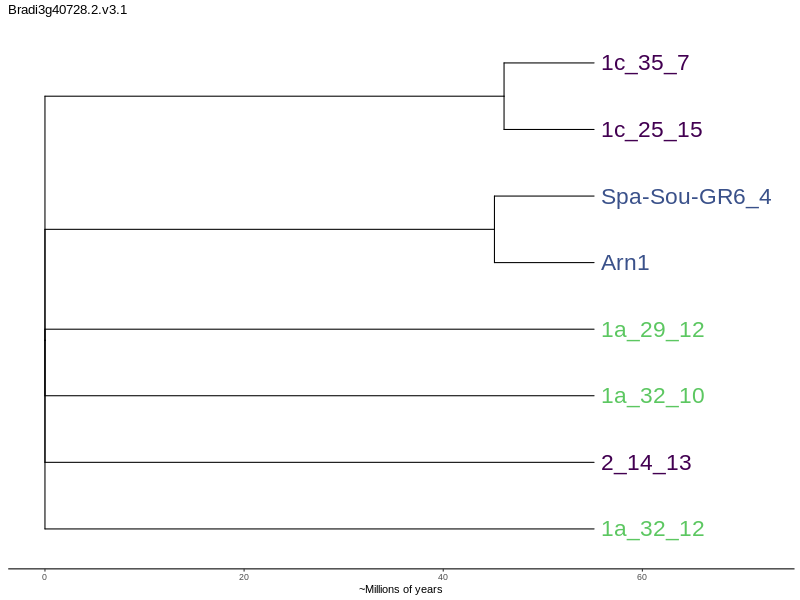 Bradi3g40728.2.v3.1
1c_35_7
1c_25_15
Spa-Sou-GR6_4
Arn1
1a_29_12
1a_32_10
2_14_13
1a_32_12
0 20 40 60
~Millions of years